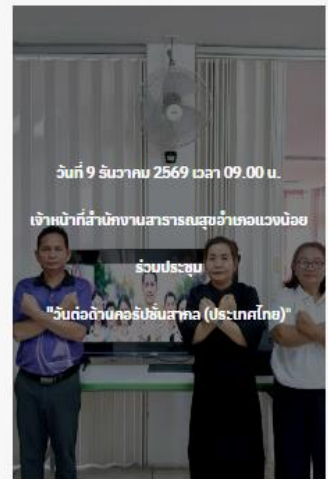 วันที่ 9 ธันวาคม 2569 เวลา 09.00 น.
เจ้าหน้าที่สำนักงานสาธารณสุขอำเภอแวงน้อย
ร่วมประชุม
"วันต่อต้านคอรัปชั่นสากล (ประเทศไทย)"